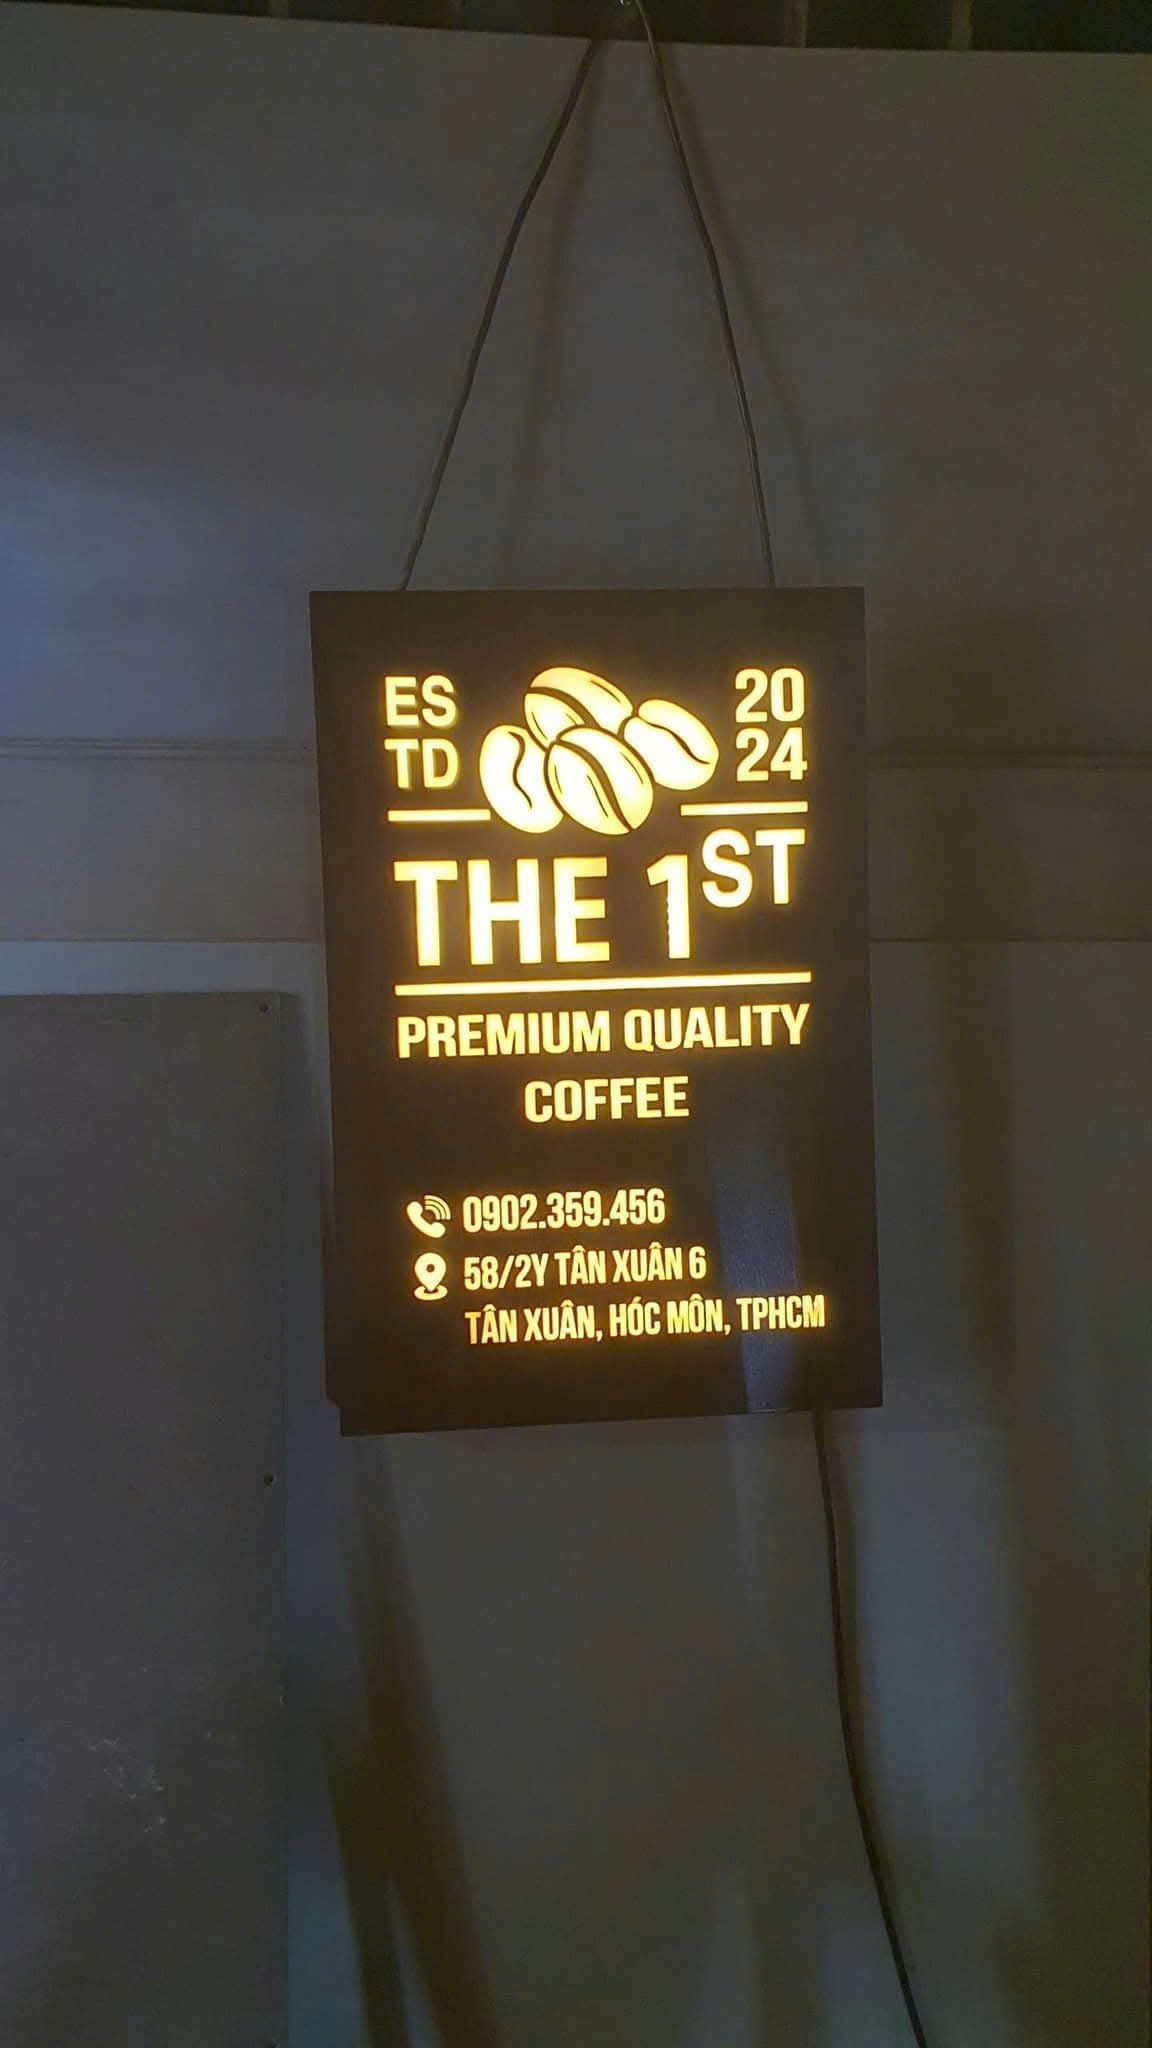 ES
TD
20
24
THE 1ST
PREMIUM QUALITY
COFFEE
0902.359.456
58/2Y TÂN XUÂN 6
TÂN XUÂN, HÓC MÔN, TPHCM